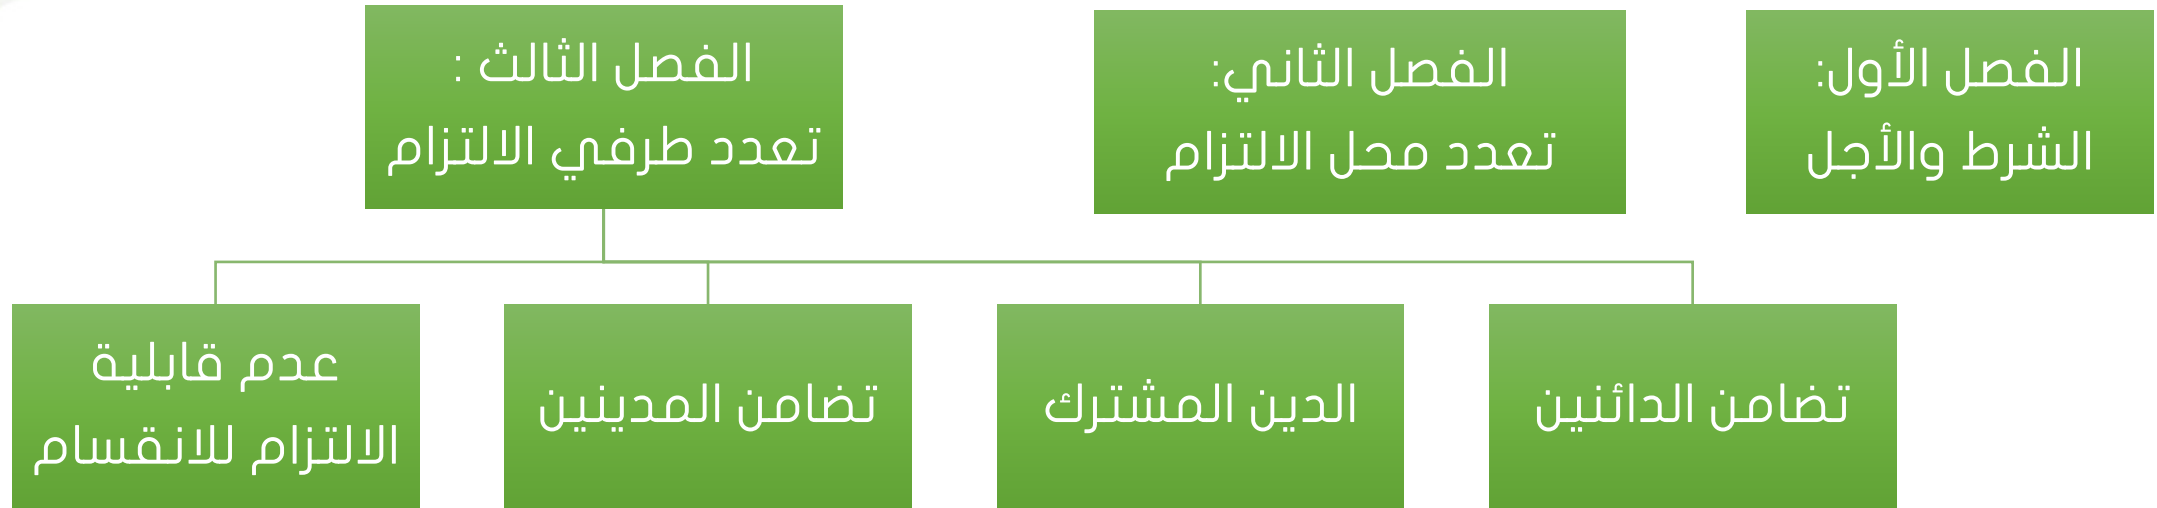 الفصل الأول:
الشرط والأجل
الفصل الثاني:
تعدد محل الالتزام
الفصل الثالث :
تعدد طرفي الالتزام
تضامن الدائنين
الدين المشترك
تضامن المدينين
عدم قابلية
الالتزام للانقسام